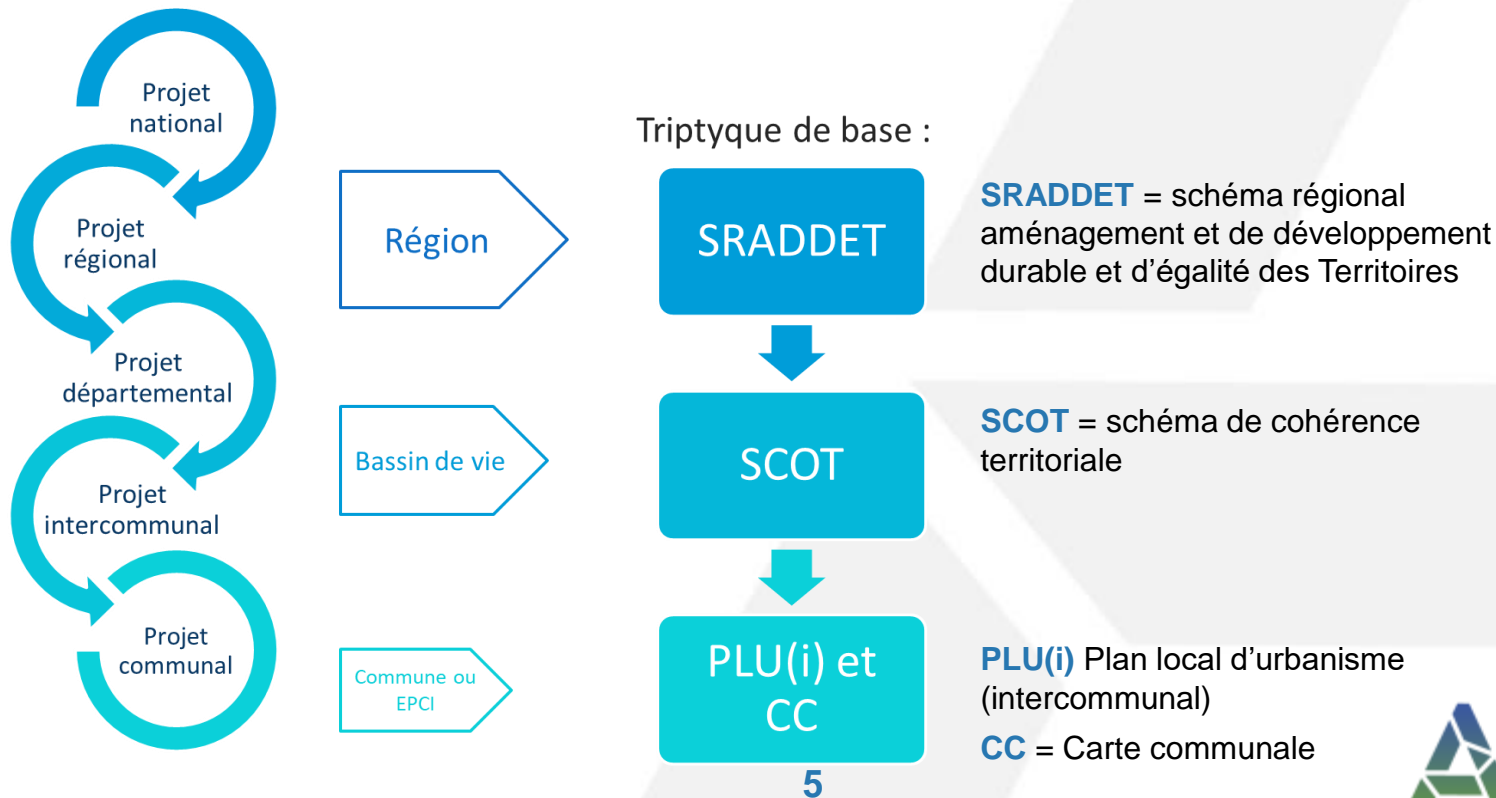 Projet
national
Projet
régional
Projet
départemental
Projet
intercommunal
Projet
communal
Région
Bassin de vie
Commune ou
EPCI
Triptyque de base :
SRADDET
SCOT
PLU(i) et
CC
SRADDET = schéma régional
aménagement et de développement
durable et d’égalité des Territoires
SCOT = schéma de cohérence
territoriale
PLU(i) Plan local d’urbanisme
(intercommunal)
CC = Carte communale
5